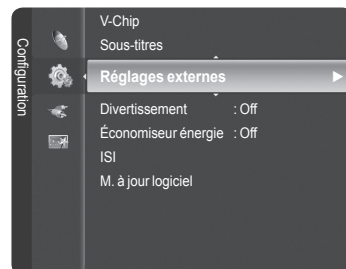 Configuration
V-Chip
Sous-titres
Réglages externes
Divertissement : Off
Économiseur énergie : Off
ISI
M. à jour logiciel